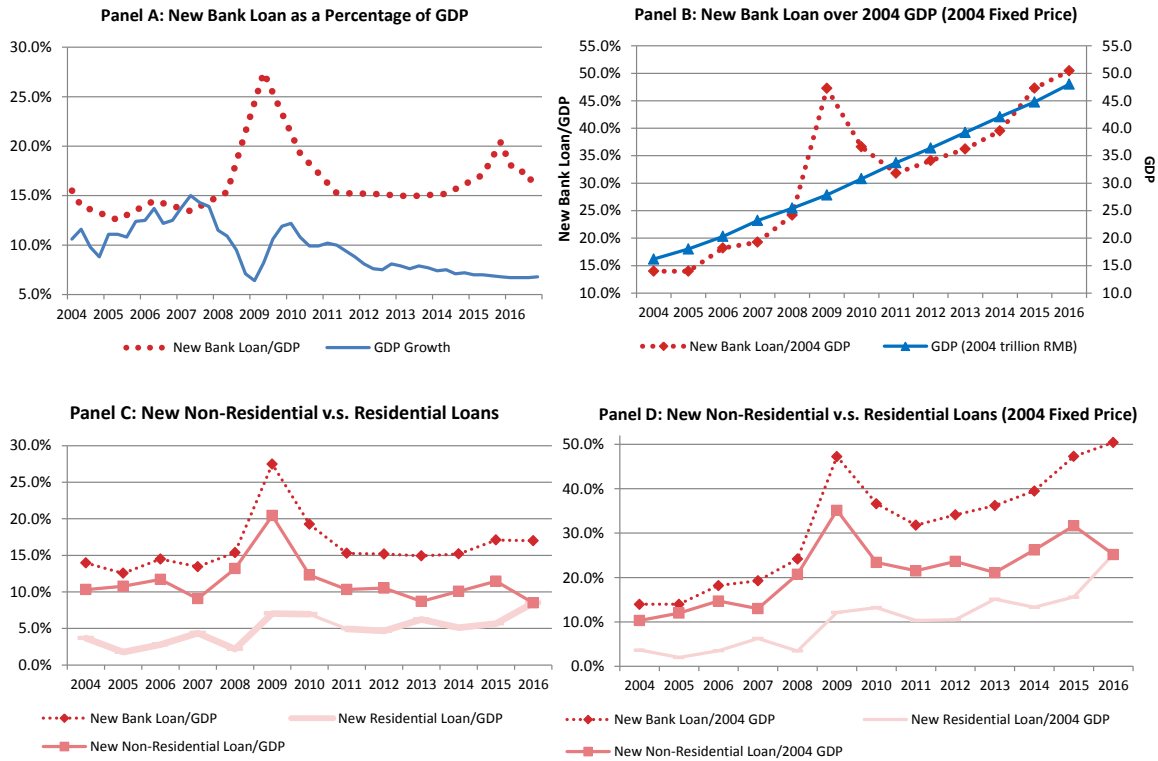 Panel A: New Bank Loan as a Percentage of GDP
30.0%
25.0%
20.0%
15.0%
10.0%
5.0%
2004 2005 2006 2007 2008 2009 2010 2011 2012 2013 2014 2015 2016
New Bank Loan/GDP GDP Growth
Panel B: New Bank Loan over 2004 GDP (2004 Fixed Price)
New Bank Loan/GDP
55.0% 55.0
50.0% 50.0
45.0% 45.0
40.0% 40.0
35.0% 35.0
30.0% 30.0
25.0% 25.0
20.0% 20.0
15.0% 15.0
10.0% 10.0
GDP
2004 2005 2006 2007 2008 2009 2010 2011 2012 2013 2014 2015 2016
New Bank Loan/2004 GDP GDP (2004 trillion RMB)
Panel C: New Non-Residential v.s. Residential Loans
30.0%
25.0%
20.0%
15.0%
10.0%
5.0%
0.0%
2004 2005 2006 2007 2008 2009 2010 2011 2012 2013 2014 2015 2016
New Bank Loan/GDP New Residential Loan/GDP
New Non-Residential Loan/GDP
Panel D: New Non-Residential v.s. Residential Loans (2004 Fixed Price)
50.0%
40.0%
30.0%
20.0%
10.0%
0.0%
2004 2005 2006 2007 2008 2009 2010 2011 2012 2013 2014 2015 2016
New Bank Loan/2004 GDP New Residential Loan/2004 GDP
New Non-Residential Loan/2004 GDP